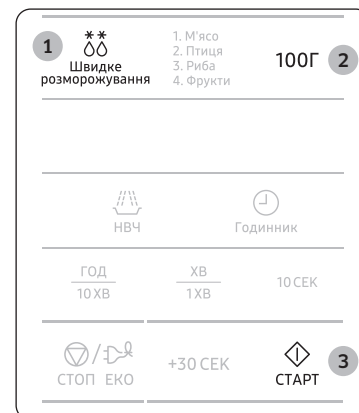 1
Швидке
розморожування
1. М'ясо
2. Птиця
3. Риба
4. Фрукти
100Г
2
НВЧ
Годинник
ГОД
10 ХВ
ХВ
1 ХВ
10 СЕК
СТОП ЕКО
+30 СЕК
СТАРТ
3